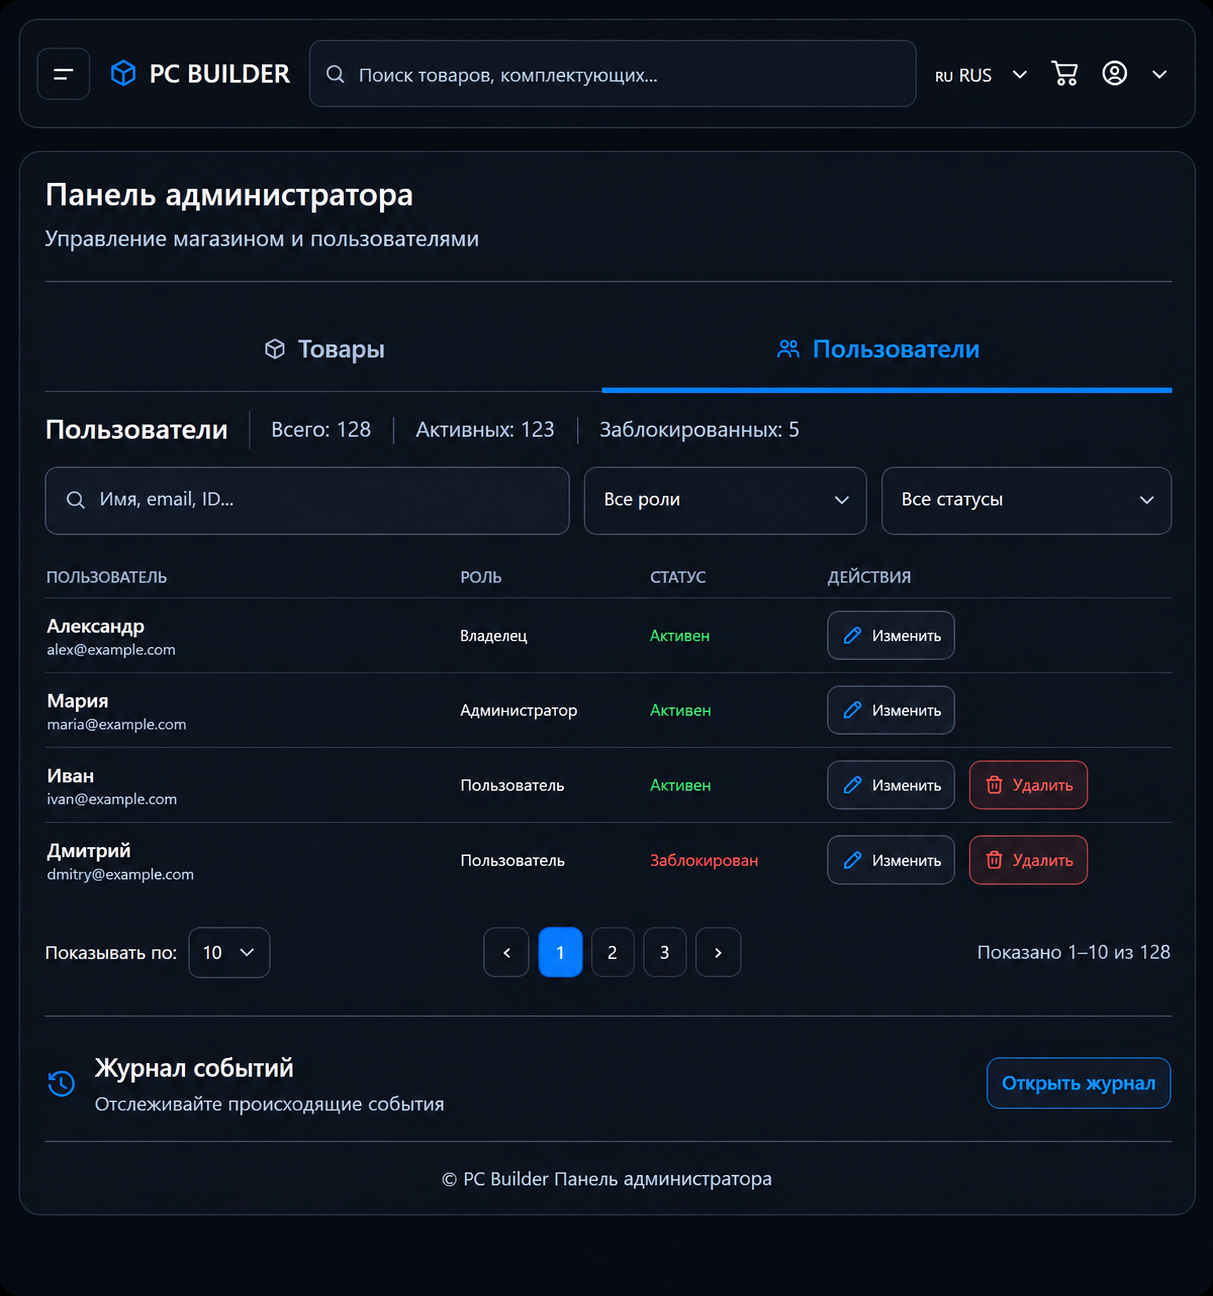 PC BUILDER
Поиск товаров, комплектующих...
RU RUS
Панель администратора
Управление магазином и пользователями
Товары
Пользователи
Пользователи
Всего: 128
Активных: 123
Заблокированных: 5
Имя, email, ID...
Все роли
Все статусы
ПОЛЬЗОВАТЕЛЬ РОЛЬ СТАТУС ДЕЙСТВИЯ
Александр
alex@example.com
Владелец
Активен
Изменить
Мария
maria@example.com
Администратор
Активен
Изменить
Иван
ivan@example.com
Пользователь
Активен
Изменить
Удалить
Дмитрий
dmitry@example.com
Пользователь
Заблокирован
Изменить
Удалить
Показывать по: 10
‹ 1 2 3 ›
Показано 1–10 из 128
Журнал событий
Отслеживайте происходящие события
Открыть журнал
© PC Builder Панель администратора